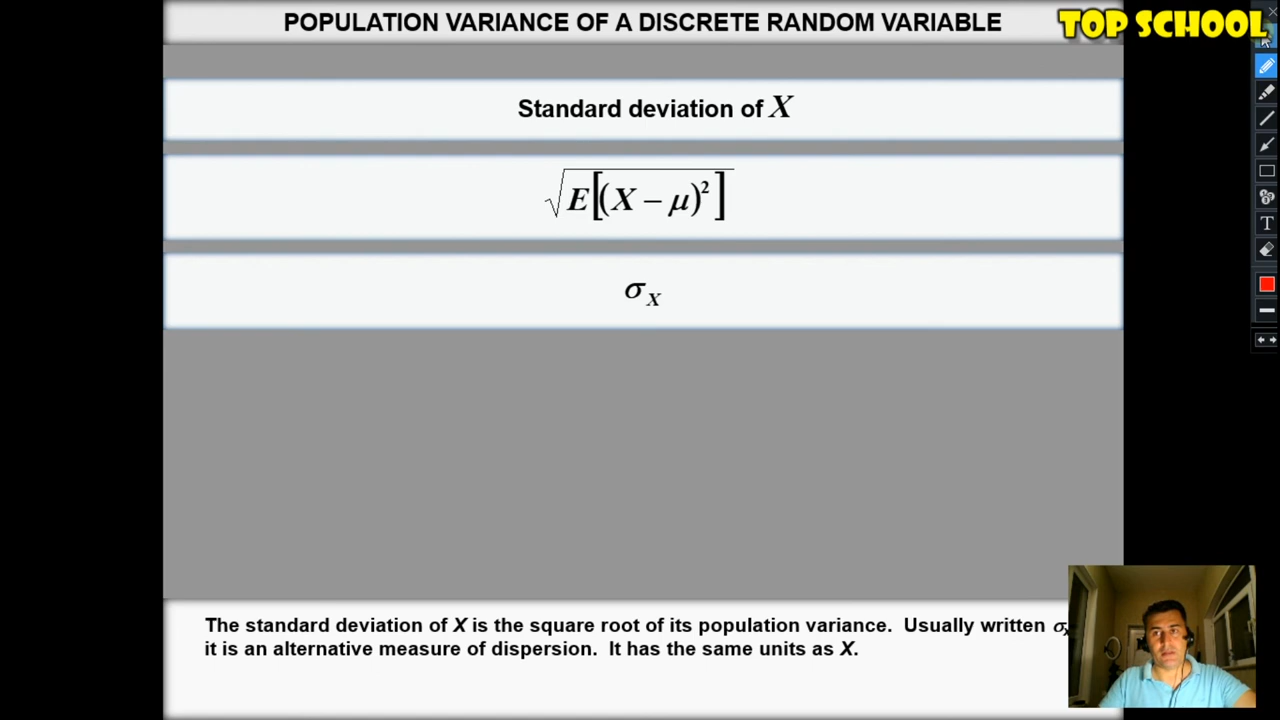 POPULATION VARIANCE OF A DISCRETE RANDOM VARIABLE
TOP SCHOOL
Standard deviation of X
√E[(X − μ)²]
σ_X
The standard deviation of X is the square root of its population variance. Usually written σx
it is an alternative measure of dispersion. It has the same units as X.
T